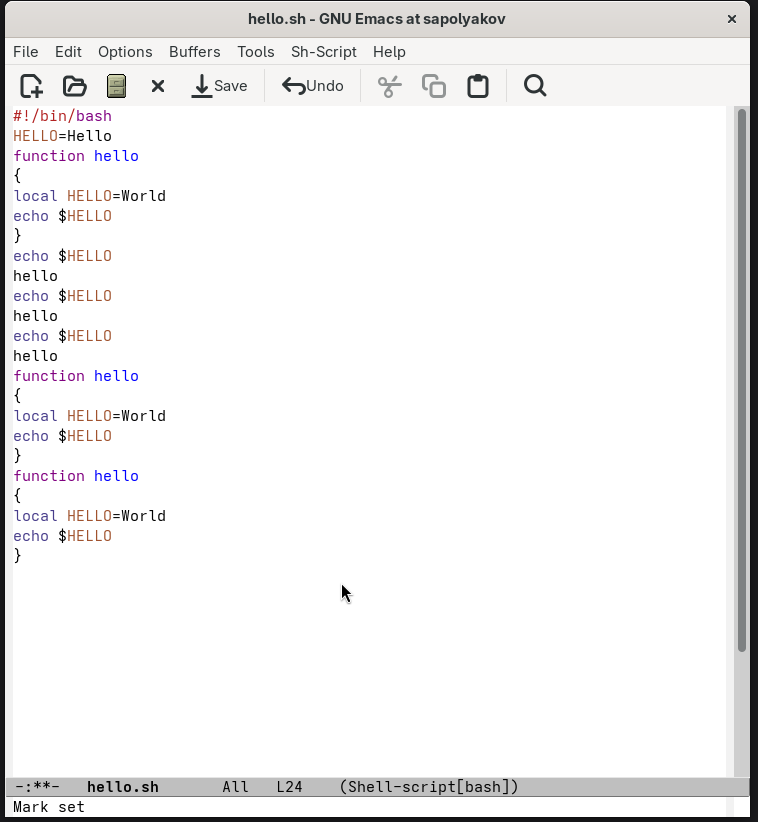 hello.sh - GNU Emacs at sapolyakov ×
File Edit Options Buffers Tools Sh-Script Help
Save Undo
#!/bin/bash
HELLO=Hello
function hello
{
local HELLO=World
echo $HELLO
}
echo $HELLO
hello
echo $HELLO
hello
echo $HELLO
hello
function hello
{
local HELLO=World
echo $HELLO
}
function hello
{
local HELLO=World
echo $HELLO
}
-:**- hello.sh All L24 (Shell-script[bash])
Mark set